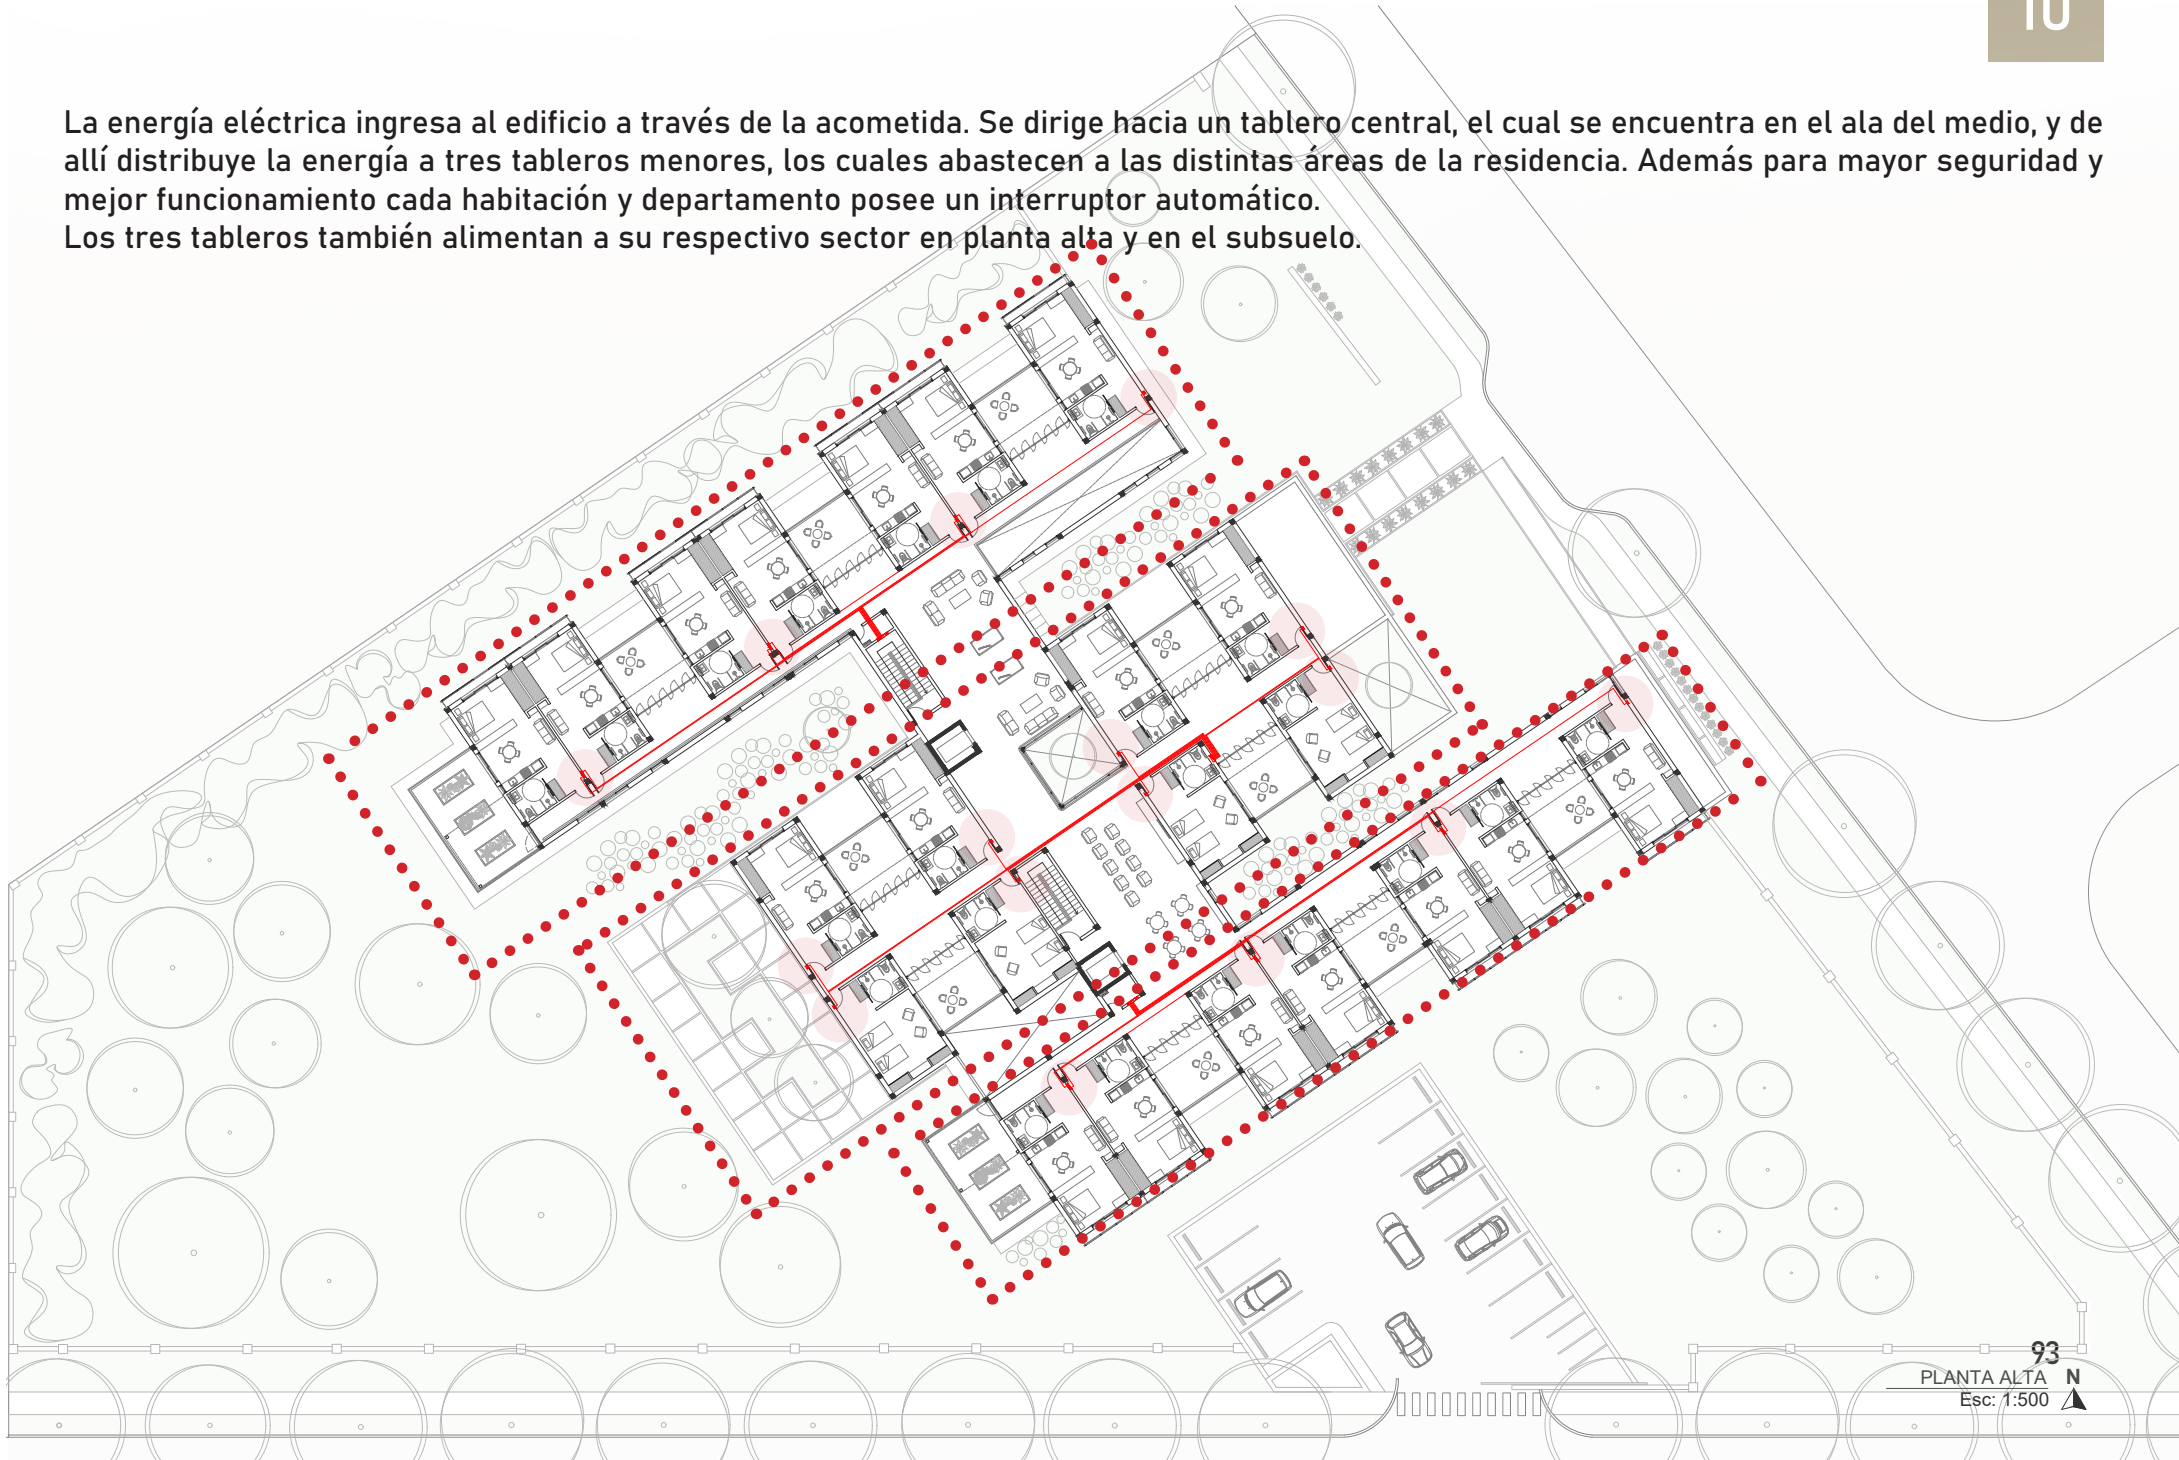 10
La energía eléctrica ingresa al edificio a través de la acometida. Se dirige hacia un tablero central, el cual se encuentra en el ala del medio, y de
allí distribuye la energía a tres tableros menores, los cuales abastecen a las distintas áreas de la residencia. Además para mayor seguridad y
mejor funcionamiento cada habitación y departamento posee un interruptor automático.
Los tres tableros también alimentan a su respectivo sector en planta alta y en el subsuelo.
93
PLANTA ALTA N
Esc: 1:500